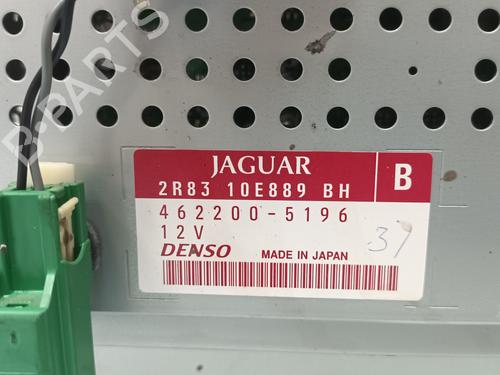 B-PARTS
JAGUAR
2R83 10E889 BH
B
462200-5196
12V
37
DENSO MADE IN JAPAN